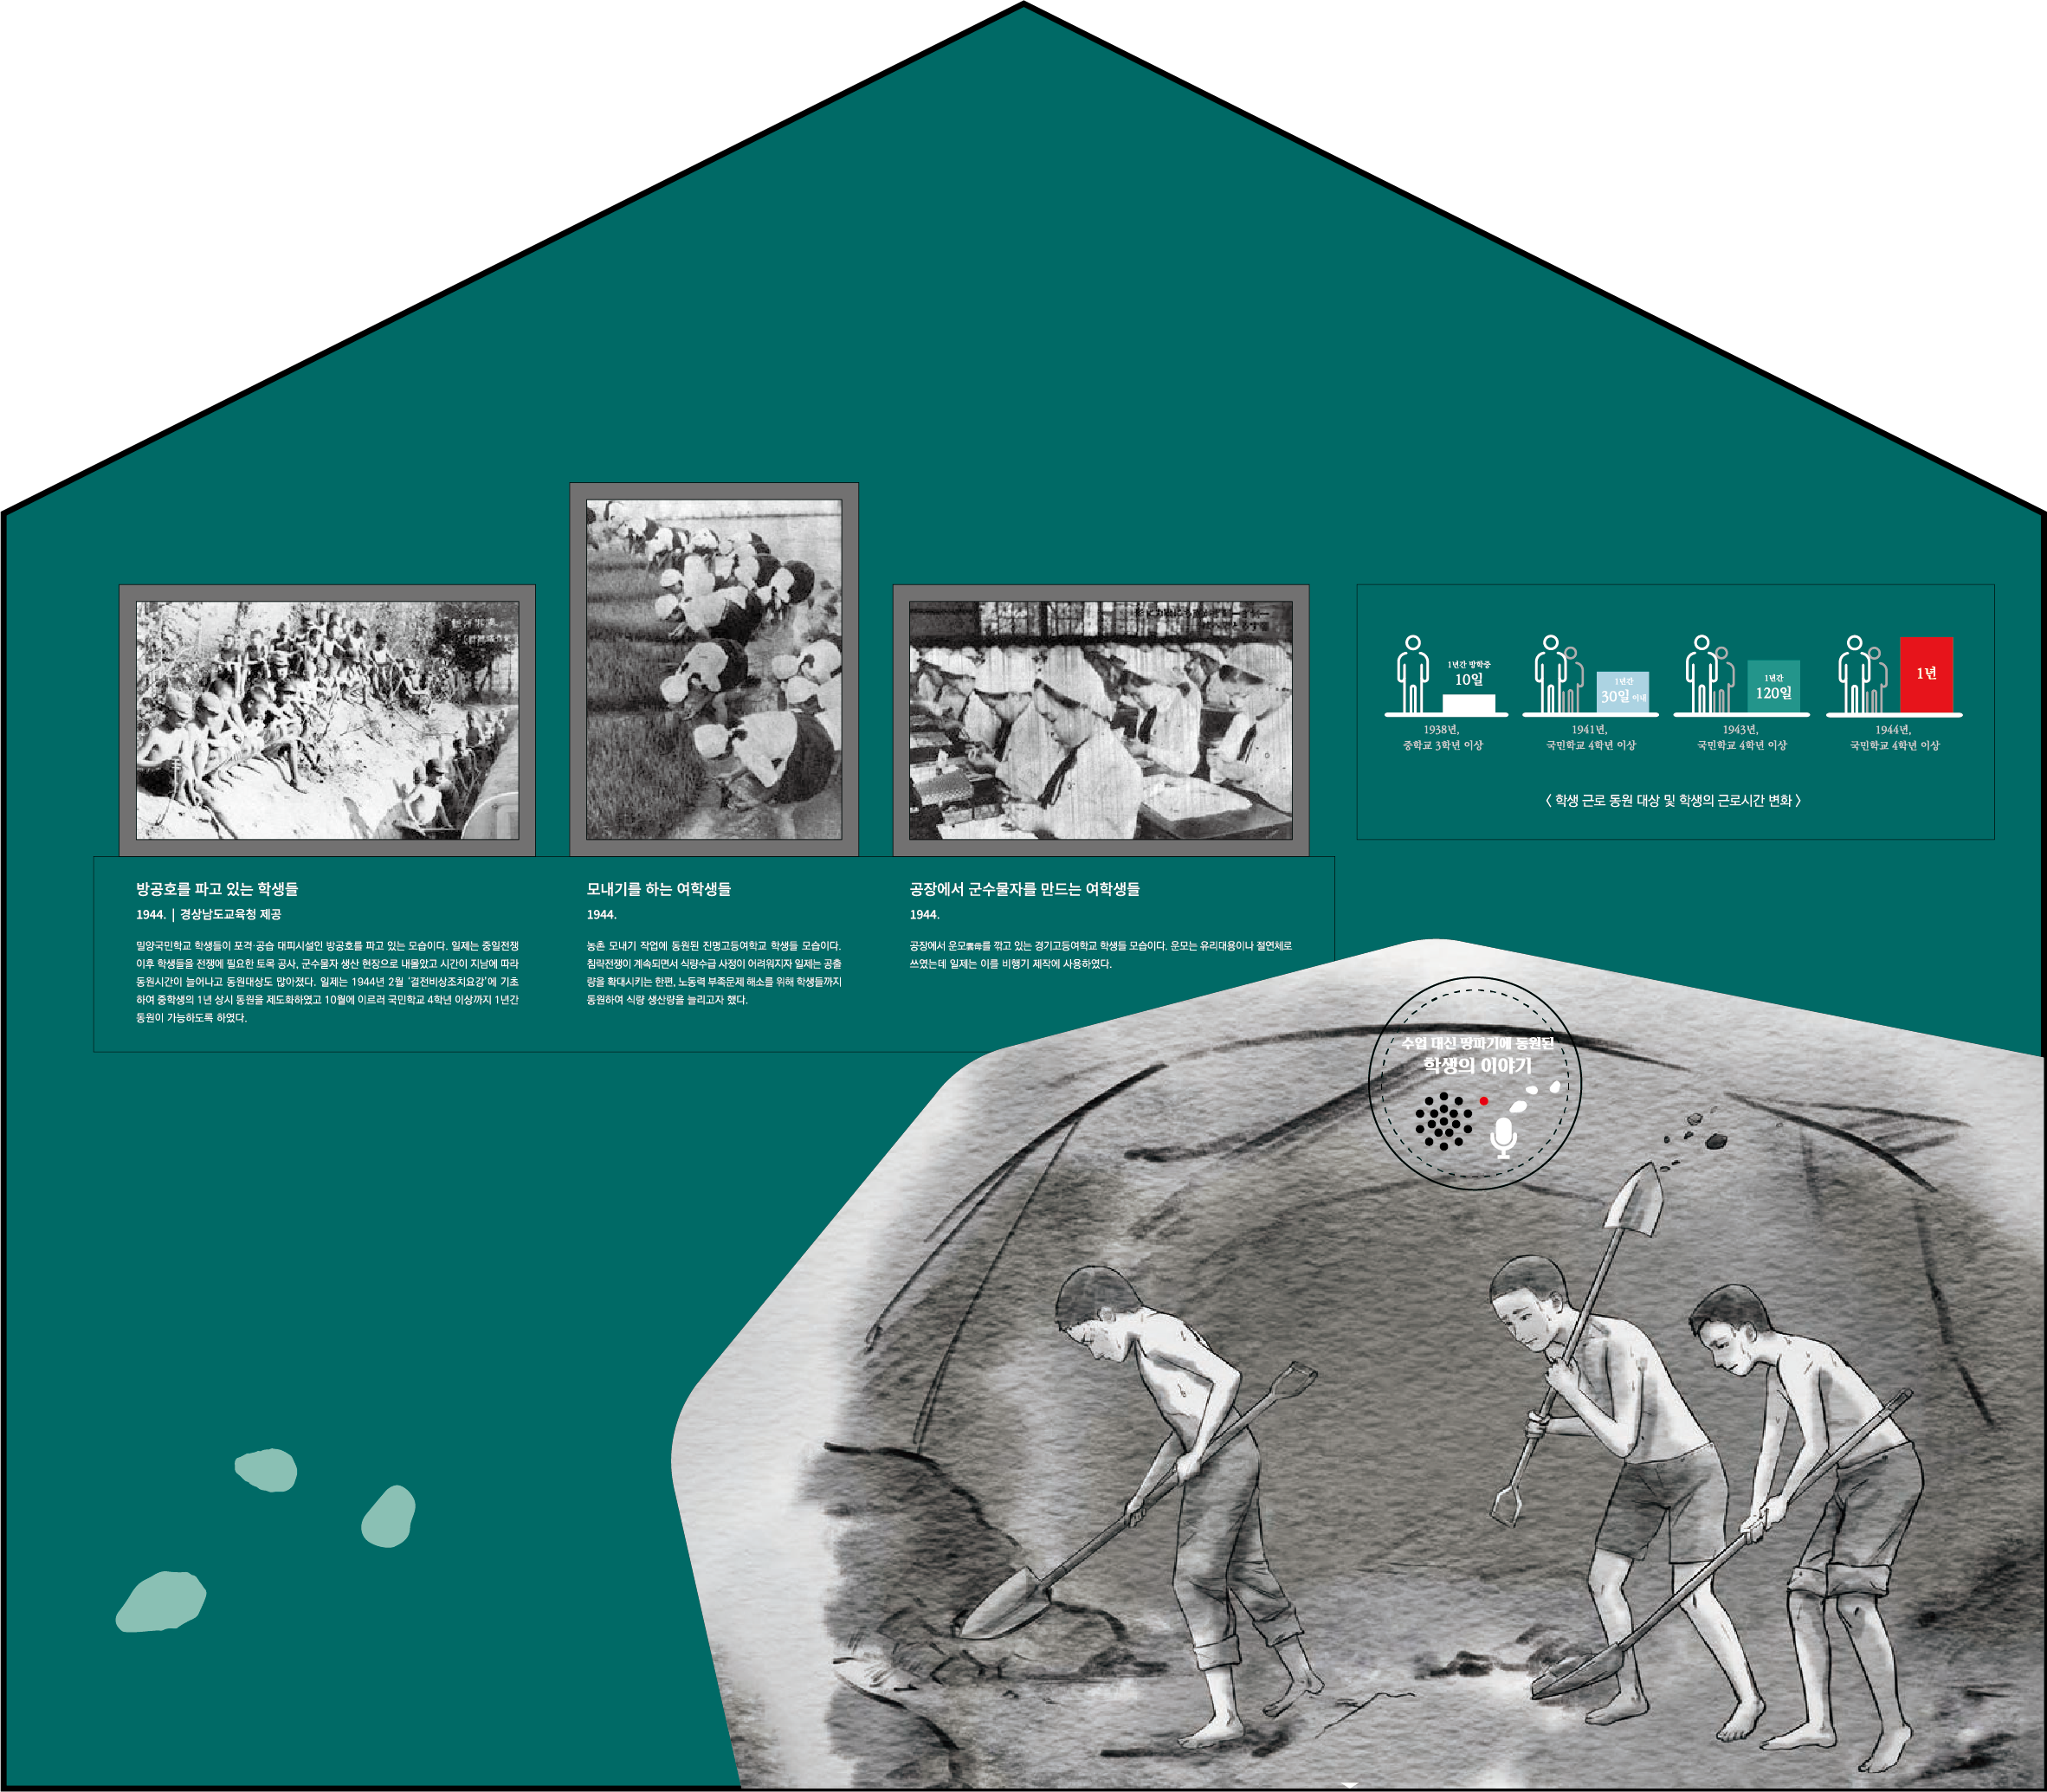 방공호를 파고 있는 학생들
1944. | 경상남도교육청 제공
밀양국민학교 학생들이 포격·공습 대피시설인 방공호를 파고 있는 모습이다. 일제는 중일전쟁
이후 학생들을 전쟁에 필요한 토목 공사, 군수물자 생산 현장으로 내몰았고 시간이 지남에 따라
동원시간이 늘어나고 동원대상도 많아졌다. 일제는 1944년 2월 '결전비상조치요강'에 기초
하여 중학생의 1년 상시 동원을 제도화하였고 10월에 이르러 국민학교 4학년 이상까지 1년간
동원이 가능하도록 하였다.
모내기를 하는 여학생들
1944.
농촌 모내기 작업에 동원된 진명고등여학교 학생들 모습이다.
침략전쟁이 계속되면서 식량수급 사정이 어려워지자 일제는 공출
량을 확대시키는 한편, 노동력 부족문제 해소를 위해 학생들까지
동원하여 식량 생산량을 늘리고자 했다.
공장에서 군수물자를 만드는 여학생들
1944.
공장에서 운모雲母를 깎고 있는 경기고등여학교 학생들 모습이다. 운모는 유리대용이나 절연체로
쓰였는데 일제는 이를 비행기 제작에 사용하였다.
1년간 방학중
10일
1938년,
중학교 3학년 이상
1년간
30일 이내
1941년,
국민학교 4학년 이상
1년간
120일
1943년,
국민학교 4학년 이상
1년
1944년,
국민학교 4학년 이상
〈 학생 근로 동원 대상 및 학생의 근로시간 변화 〉
수업 대신 땅파기에 동원된
학생의 이야기